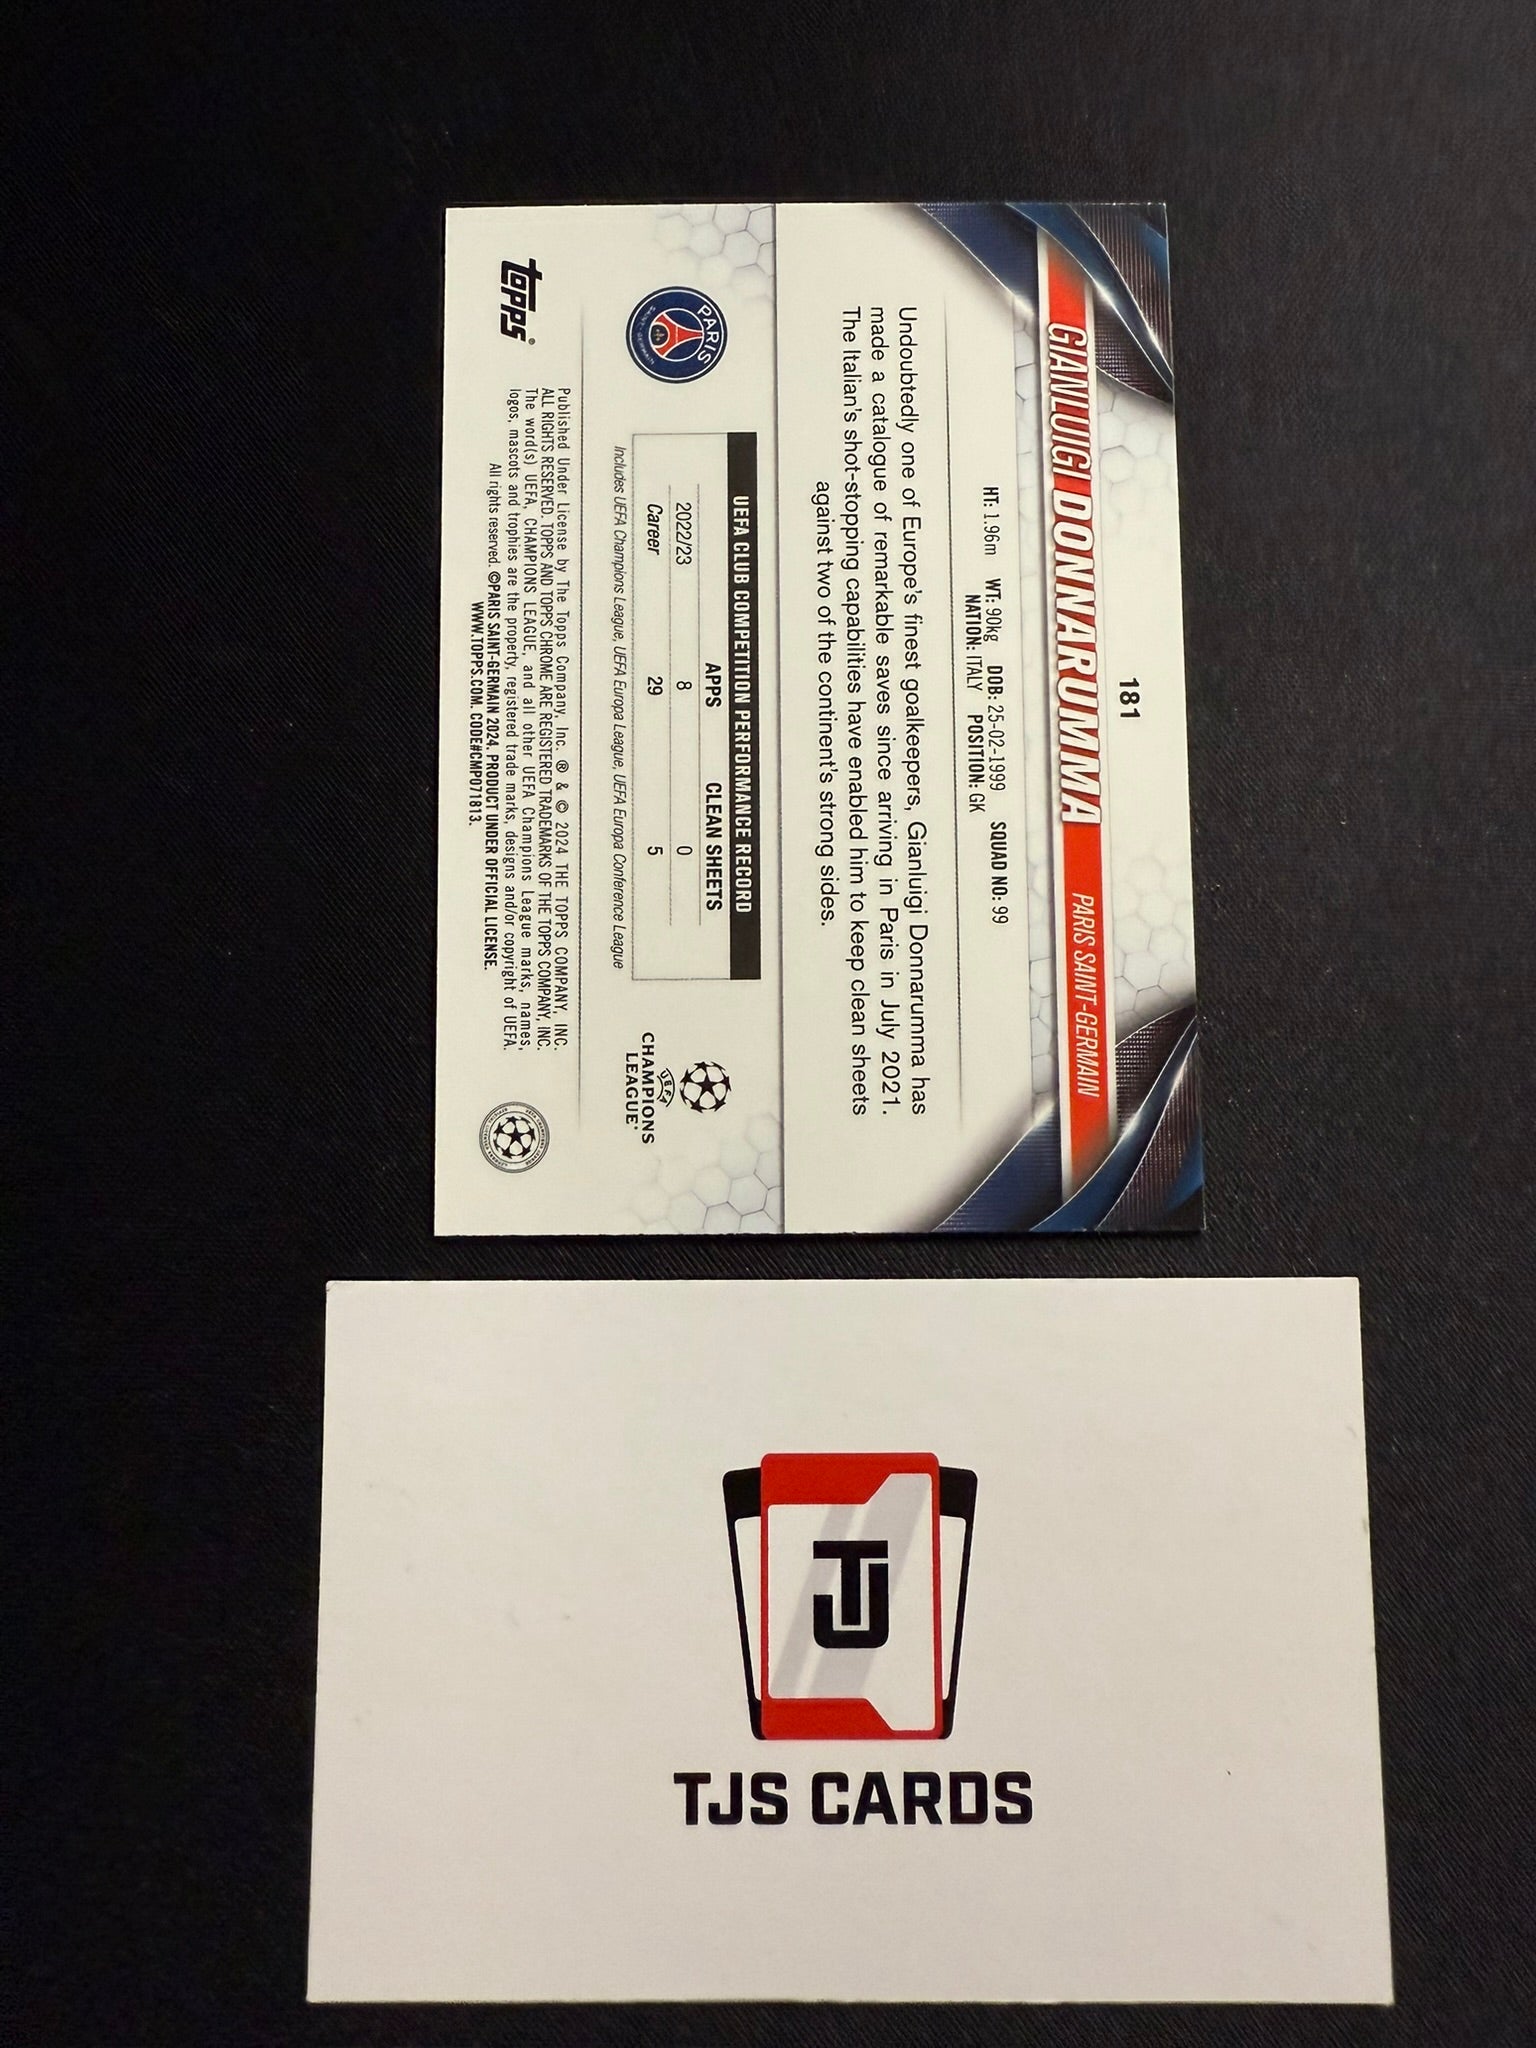 181
GIANLUIGI DONNARUMMA PARIS SAINT-GERMAIN
HT: 1.96m WT: 90kg DOB: 25-02-1999 SQUAD NO: 99
NATION: ITALY POSITION: GK
Undoubtedly one of Europe's finest goalkeepers, Gianluigi Donnarumma has
made a catalogue of remarkable saves since arriving in Paris in July 2021.
The Italian's shot-stopping capabilities have enabled him to keep clean sheets
against two of the continent's strong sides.
PARIS
SAINT-GERMAIN
UEFA CLUB COMPETITION PERFORMANCE RECORD
APPS CLEAN SHEETS
2022/23 8 0
Career 29 5
Includes UEFA Champions League, UEFA Europa League, UEFA Europa Conference League
UEFA
CHAMPIONS
LEAGUE®
topps®
Published Under License by The Topps Company, Inc. ® & © 2024 THE TOPPS COMPANY, INC.
ALL RIGHTS RESERVED. TOPPS AND TOPPS CHROME ARE REGISTERED TRADEMARKS OF THE TOPPS COMPANY, INC.
The word(s) UEFA, CHAMPIONS LEAGUE, and all other UEFA Champions League marks, names,
logos, mascots and trophies are the property, registered trade marks, designs and/or copyright of UEFA.
All rights reserved. ©PARIS SAINT-GERMAIN 2024. PRODUCT UNDER OFFICIAL LICENSE.
WWW.TOPPS.COM. CODE#CMP071813.
TJ
TJS CARDS